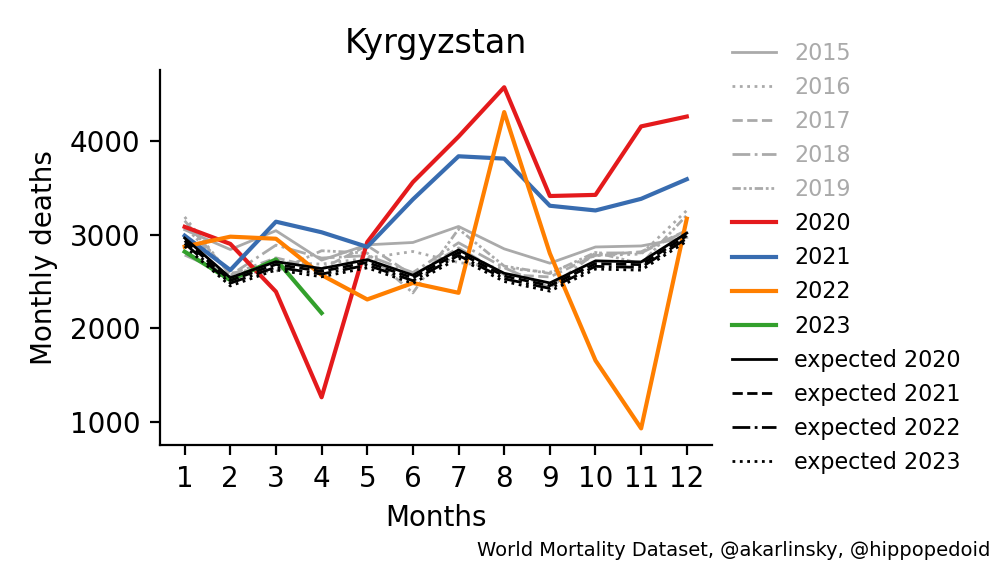 Kyrgyzstan
Monthly deaths
4000
3000
2000
1000
1 2 3 4 5 6 7 8 9 10 11 12
Months
2015
2016
2017
2018
2019
2020
2021
2022
2023
expected 2020
expected 2021
expected 2022
expected 2023
World Mortality Dataset, @akarlinsky, @hippopedoid